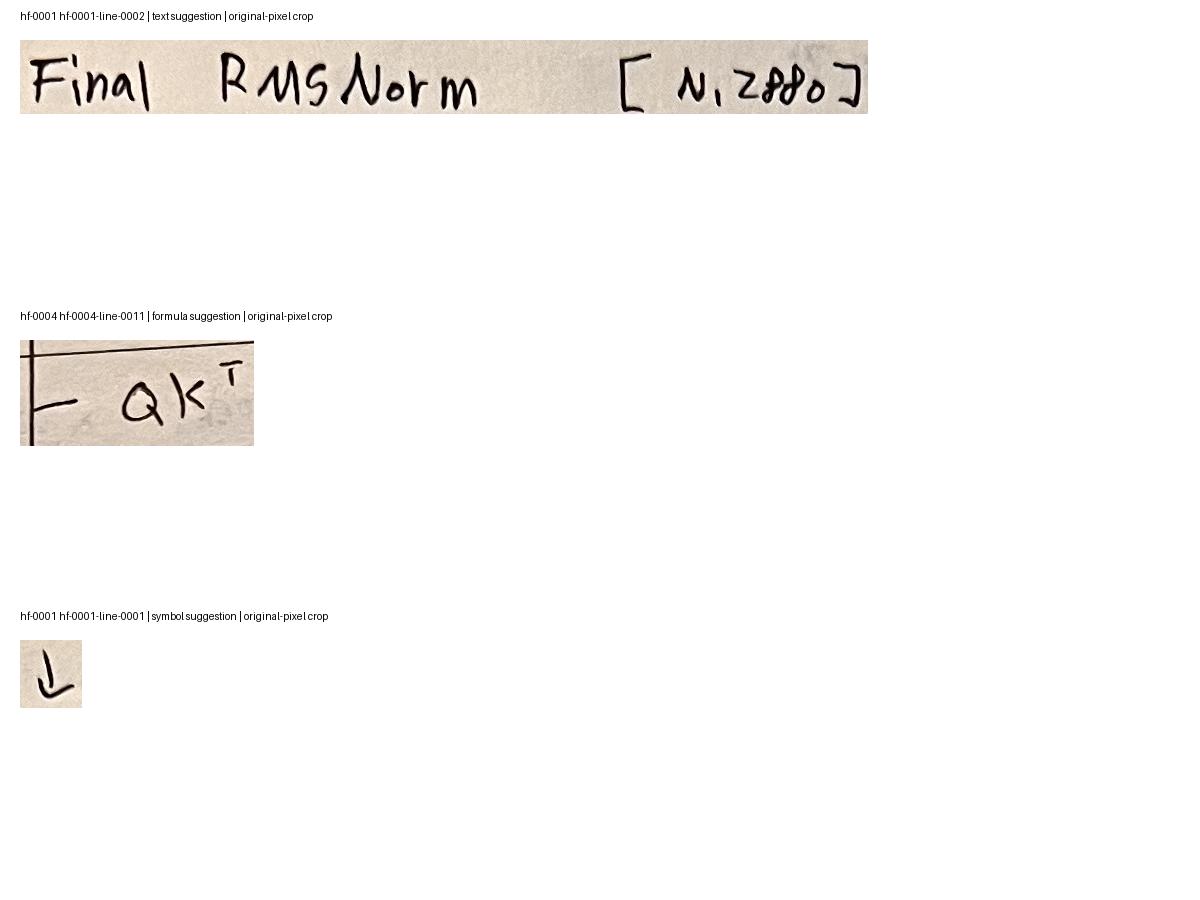 hf-0001 hf-0001-line-0002 | text suggestion | original-pixel crop
Final RMSNorm [ N, 2880]
hf-0004 hf-0004-line-0011 | formula suggestion | original-pixel crop
QKᵀ
hf-0001 hf-0001-line-0001 | symbol suggestion | original-pixel crop
↓